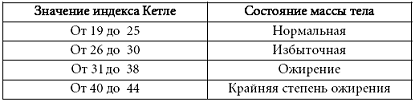 Значение индекса Кетле Состояние массы тела
От 19 до 25 Нормальная
От 26 до 30 Избыточная
От 31 до 38 Ожирение
От 40 до 44 Крайняя степень ожирения